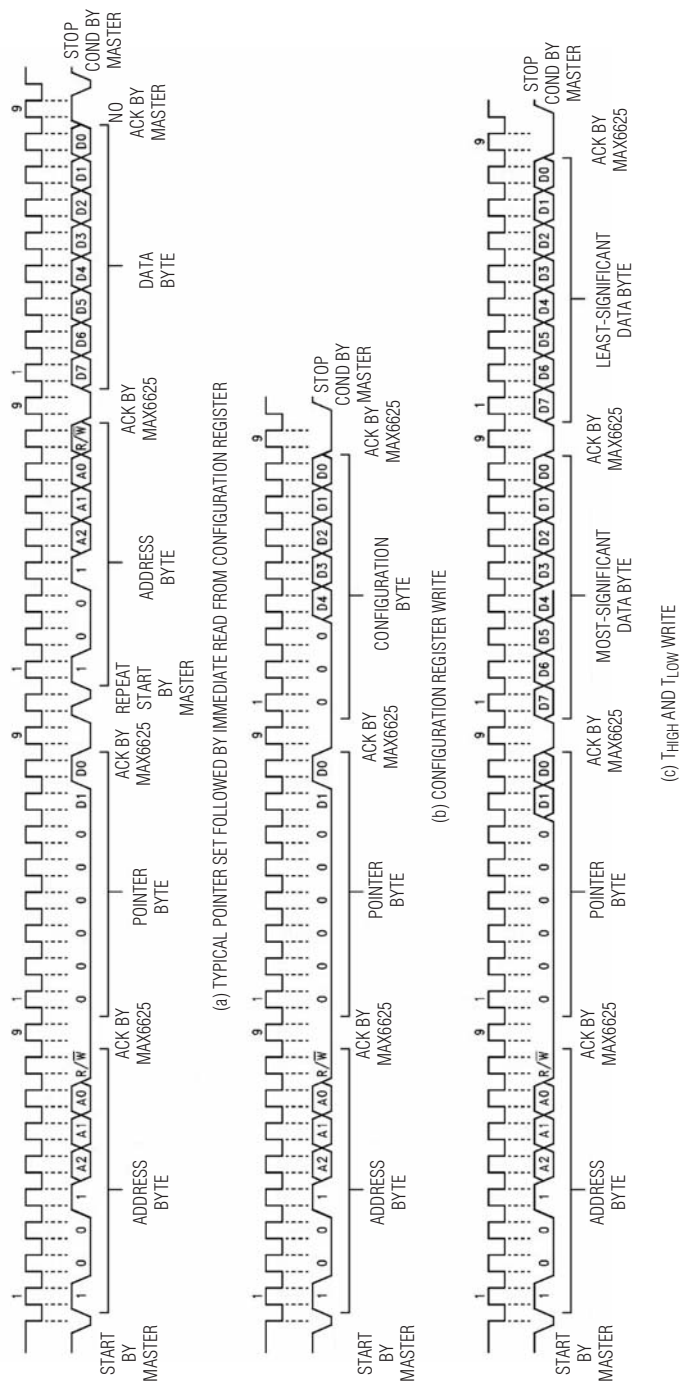 1 9 1 9 1 9 1 9
1 0 0 1 A2 A1 A0 R/W̅ 0 0 0 0 0 0 D1 D0 1 0 0 1 A2 A1 A0 R/W̅ D7 D6 D5 D4 D3 D2 D1 D0
START
BY
MASTER
ADDRESS
BYTE
ACK BY
MAX6625
POINTER
BYTE
ACK BY
MAX6625
REPEAT
START
BY
MASTER
ADDRESS
BYTE
ACK BY
MAX6625
DATA
BYTE
NO
ACK BY
MASTER
STOP
COND BY
MASTER
(a) TYPICAL POINTER SET FOLLOWED BY IMMEDIATE READ FROM CONFIGURATION REGISTER
1 9 1 9 1 9
1 0 0 1 A2 A1 A0 R/W̅ 0 0 0 0 0 0 D1 D0 0 0 0 D4 D3 D2 D1 D0
START
BY
MASTER
ADDRESS
BYTE
ACK BY
MAX6625
POINTER
BYTE
ACK BY
MAX6625
CONFIGURATION
BYTE
ACK BY
MAX6625
STOP
COND BY
MASTER
(b) CONFIGURATION REGISTER WRITE
1 9 1 9 1 9 1 9
1 0 0 1 A2 A1 A0 R/W̅ 0 0 0 0 0 0 D1 D0 D7 D6 D5 D4 D3 D2 D1 D0 D7 D6 D5 D4 D3 D2 D1 D0
START
BY
MASTER
ADDRESS
BYTE
ACK BY
MAX6625
POINTER
BYTE
ACK BY
MAX6625
MOST-SIGNIFICANT
DATA BYTE
ACK BY
MAX6625
LEAST-SIGNIFICANT
DATA BYTE
ACK BY
MAX6625
STOP
COND BY
MASTER
(c) THIGH AND TLOW WRITE